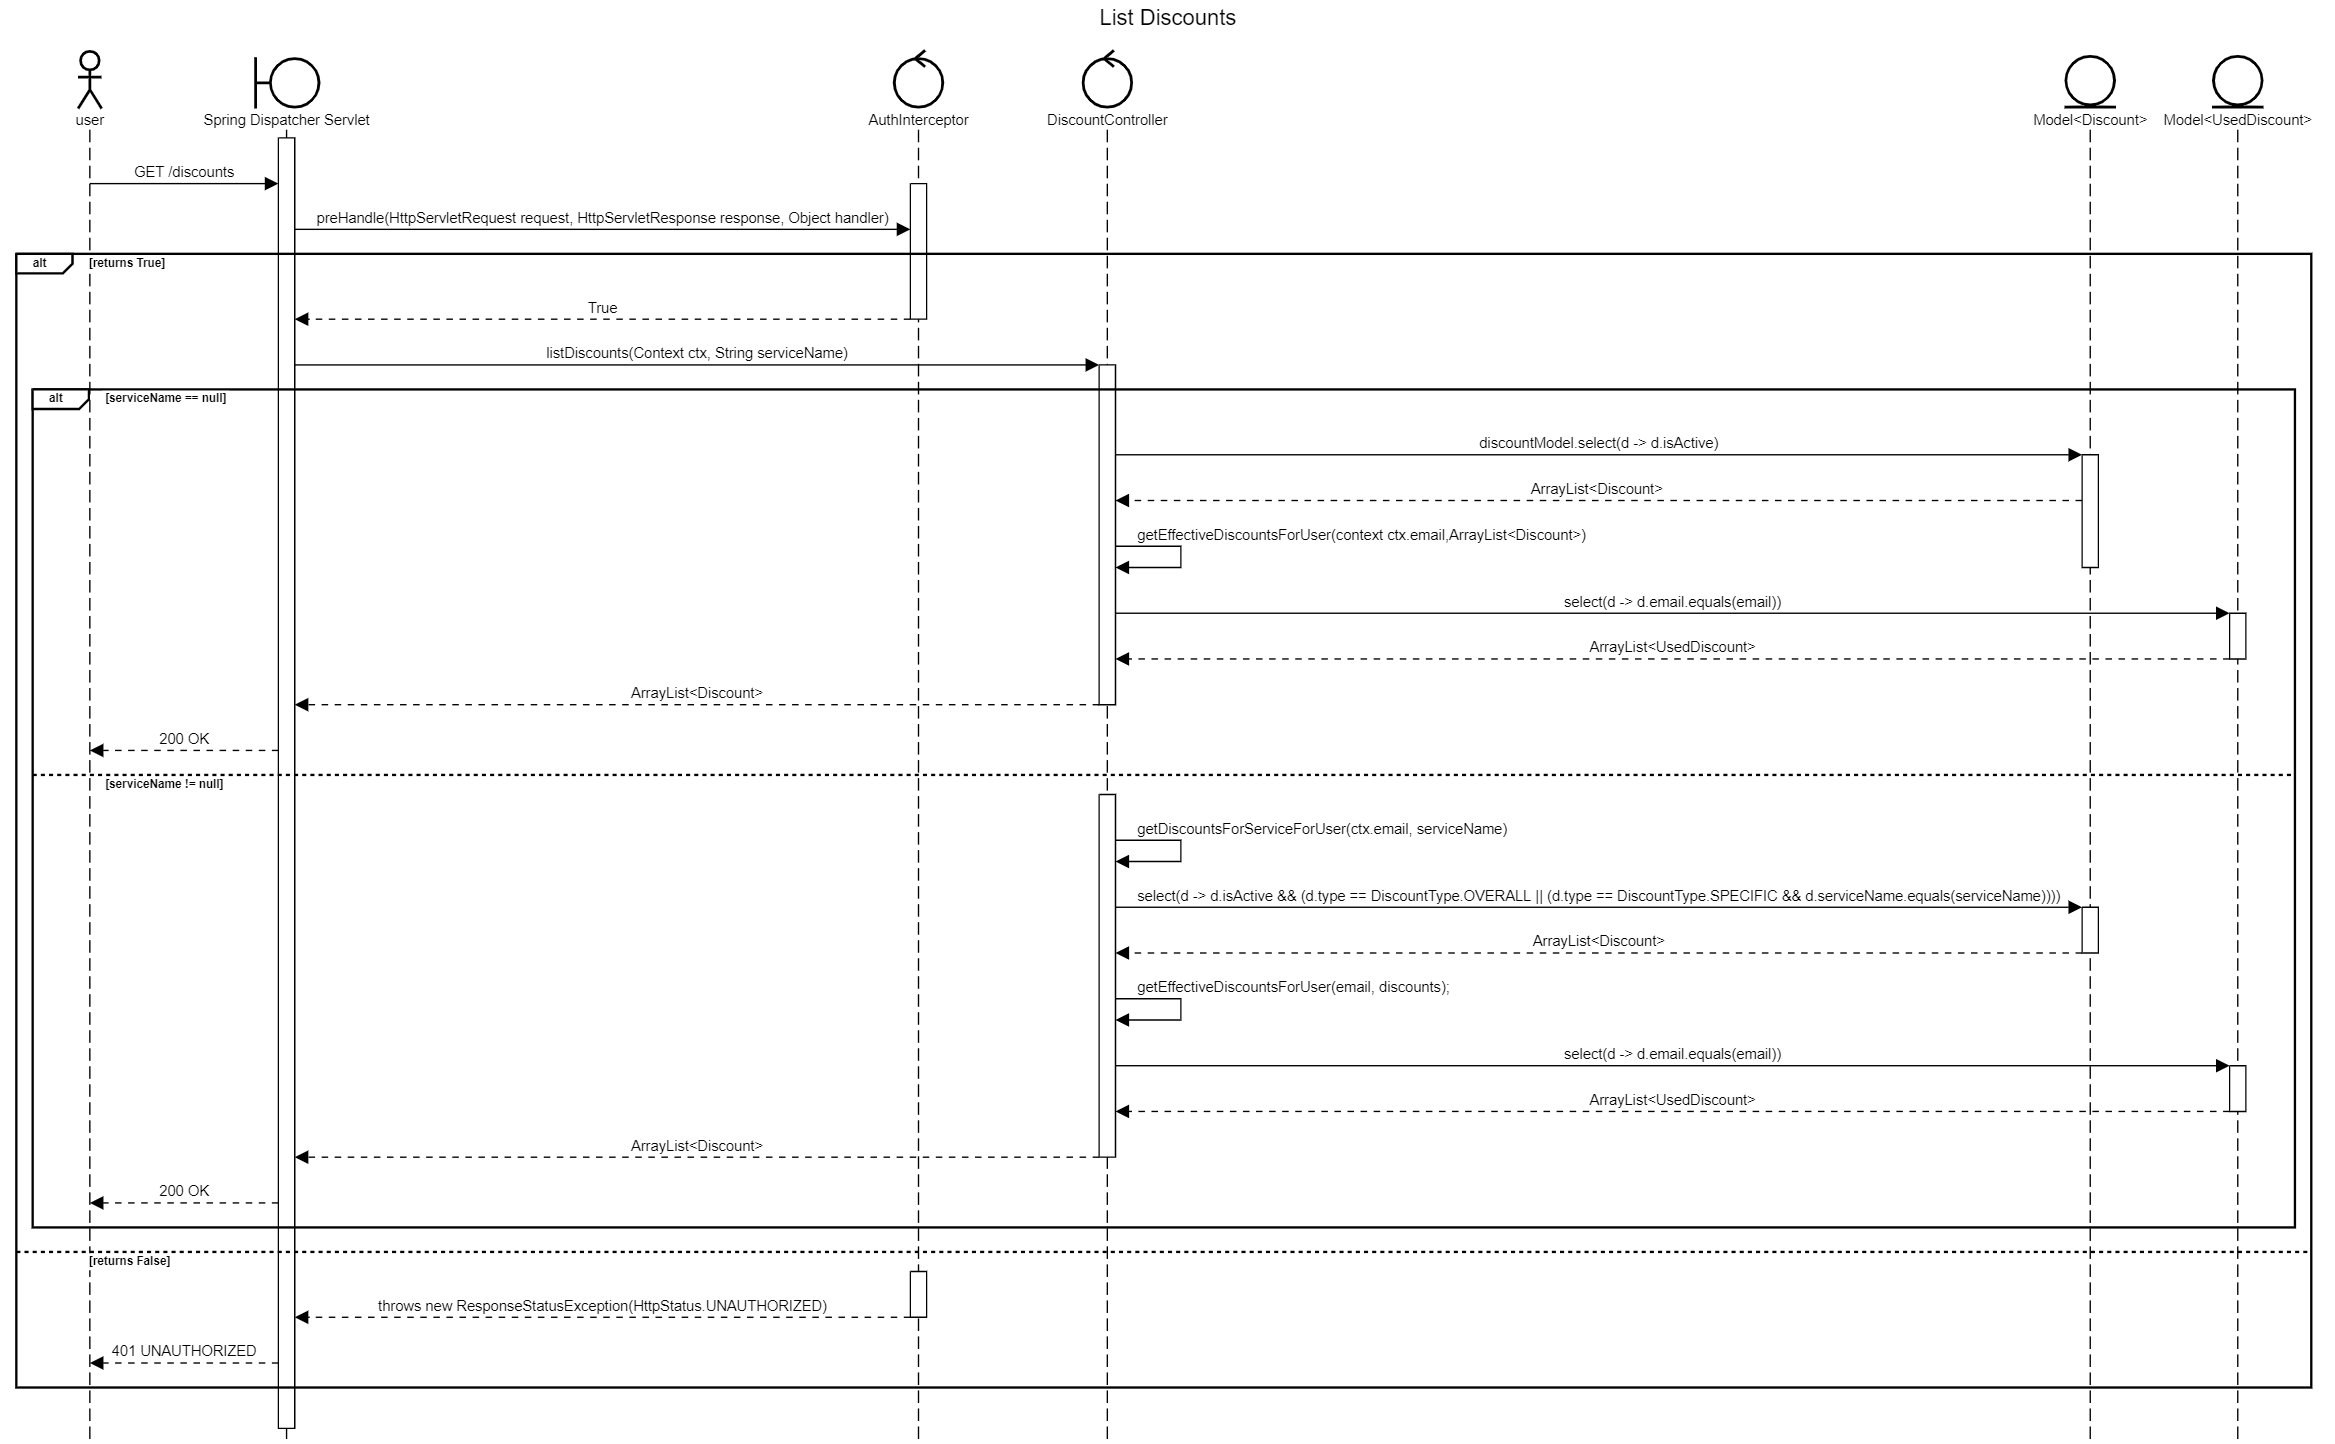 List Discounts
user
Spring Dispatcher Servlet
AuthInterceptor
DiscountController
Model<Discount>
Model<UsedDiscount>
GET /discounts
preHandle(HttpServletRequest request, HttpServletResponse response, Object handler)
alt
[returns True]
True
listDiscounts(Context ctx, String serviceName)
alt
[serviceName == null]
discountModel.select(d -> d.isActive)
ArrayList<Discount>
getEffectiveDiscountsForUser(context ctx.email,ArrayList<Discount>)
select(d -> d.email.equals(email))
ArrayList<UsedDiscount>
ArrayList<Discount>
200 OK
[serviceName != null]
getDiscountsForServiceForUser(ctx.email, serviceName)
select(d -> d.isActive && (d.type == DiscountType.OVERALL || (d.type == DiscountType.SPECIFIC && d.serviceName.equals(serviceName))))
ArrayList<Discount>
getEffectiveDiscountsForUser(email, discounts);
select(d -> d.email.equals(email))
ArrayList<UsedDiscount>
ArrayList<Discount>
200 OK
[returns False]
throws new ResponseStatusException(HttpStatus.UNAUTHORIZED)
401 UNAUTHORIZED